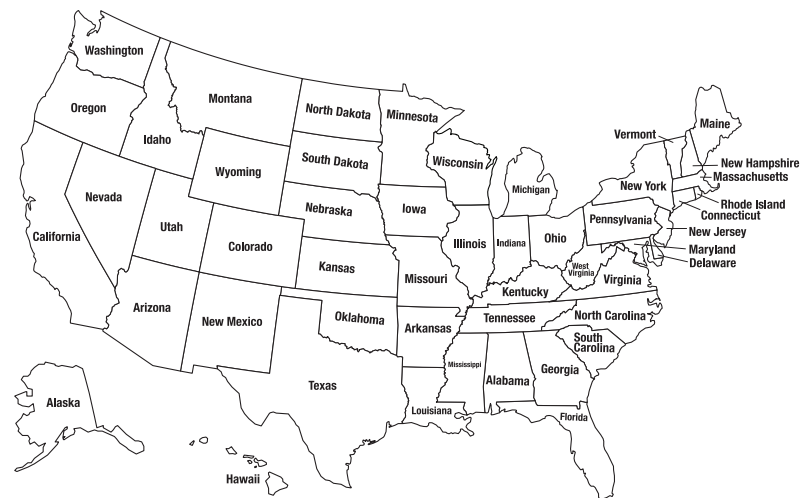 Washington
Oregon
California
Nevada
Idaho
Montana
Wyoming
Utah
Colorado
Arizona
New Mexico
North Dakota
South Dakota
Nebraska
Kansas
Oklahoma
Texas
Minnesota
Iowa
Missouri
Arkansas
Louisiana
Wisconsin
Illinois
Michigan
Indiana
Ohio
Kentucky
Tennessee
Mississippi
Alabama
Georgia
Florida
South
Carolina
North Carolina
Virginia
West
Virginia
Pennsylvania
New York
Vermont
Maine
New Hampshire
Massachusetts
Rhode Island
Connecticut
New Jersey
Maryland
Delaware
Alaska
Hawaii